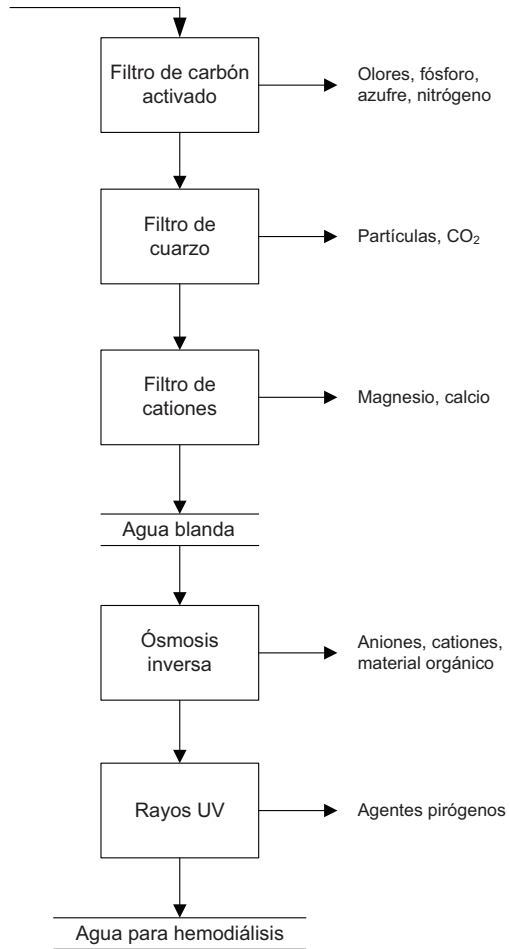 Filtro de carbón
activado
Olores, fósforo,
azufre, nitrógeno
Filtro de
cuarzo
Partículas, CO₂
Filtro de
cationes
Magnesio, calcio
Agua blanda
Ósmosis
inversa
Aniones, cationes,
material orgánico
Rayos UV
Agentes pirógenos
Agua para hemodiálisis